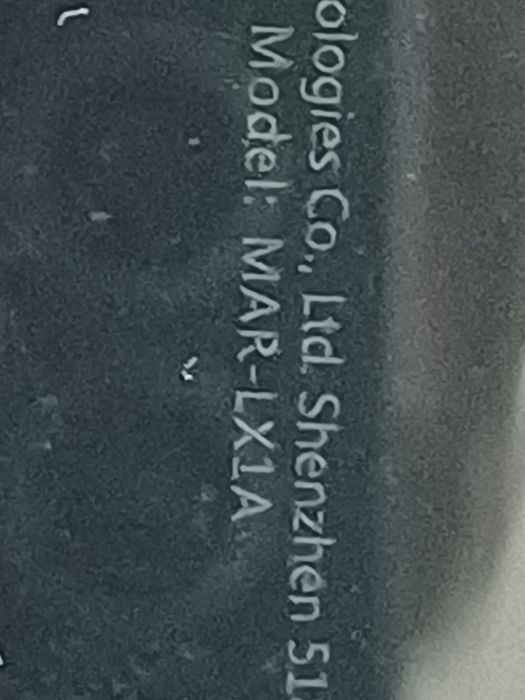 ologies Co., Ltd. Shenzhen 51
Model: MAR-LX1A